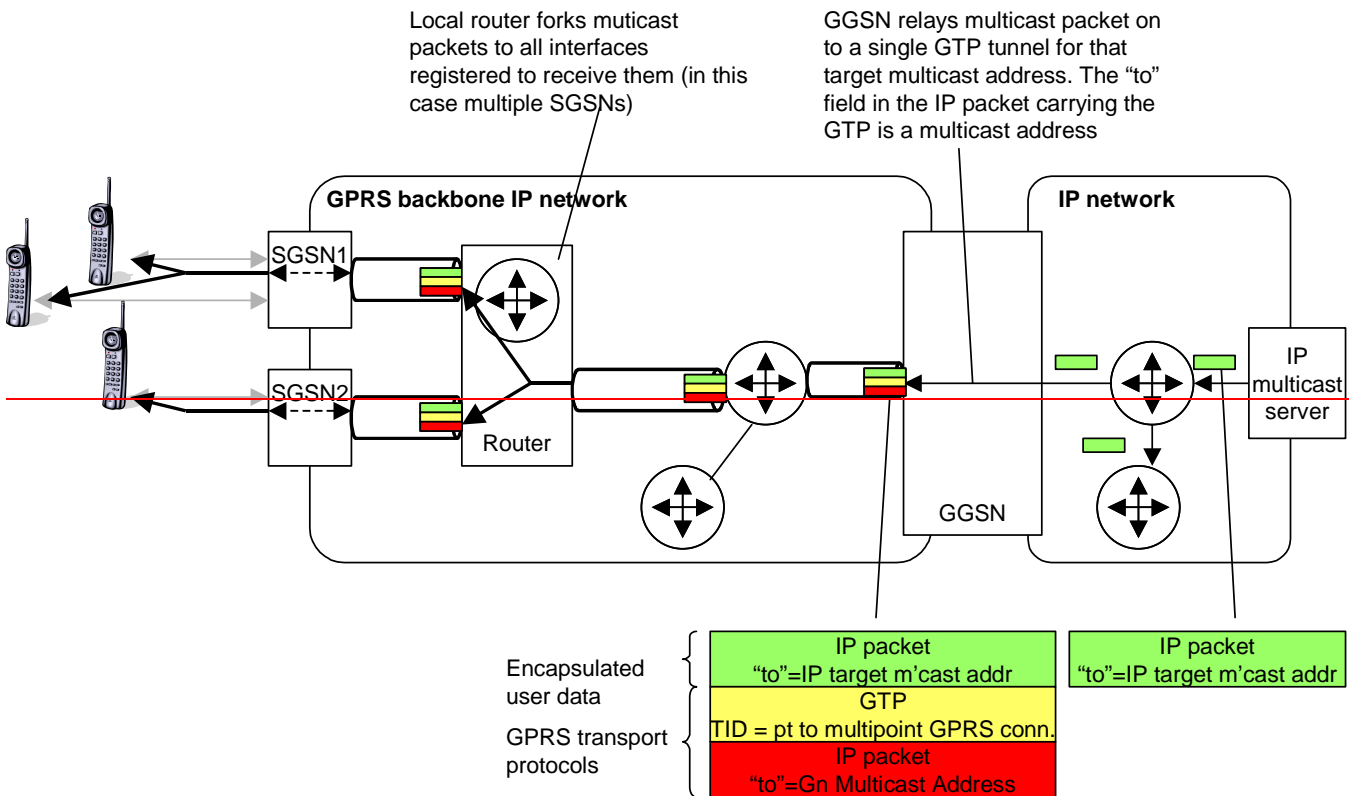 Local router forks muticast
packets to all interfaces
registered to receive them (in this
case multiple SGSNs)
GGSN relays multicast packet on
to a single GTP tunnel for that
target multicast address. The “to”
field in the IP packet carrying the
GTP is a multicast address
GPRS backbone IP network
IP network
SGSN1
SGSN2
Router
GGSN
IP
multicast
server
Encapsulated
user data
GPRS transport
protocols
IP packet
“to”=IP target m’cast addr
GTP
TID = pt to multipoint GPRS conn.
IP packet
“to”=Gn Multicast Address
IP packet
“to”=IP target m’cast addr